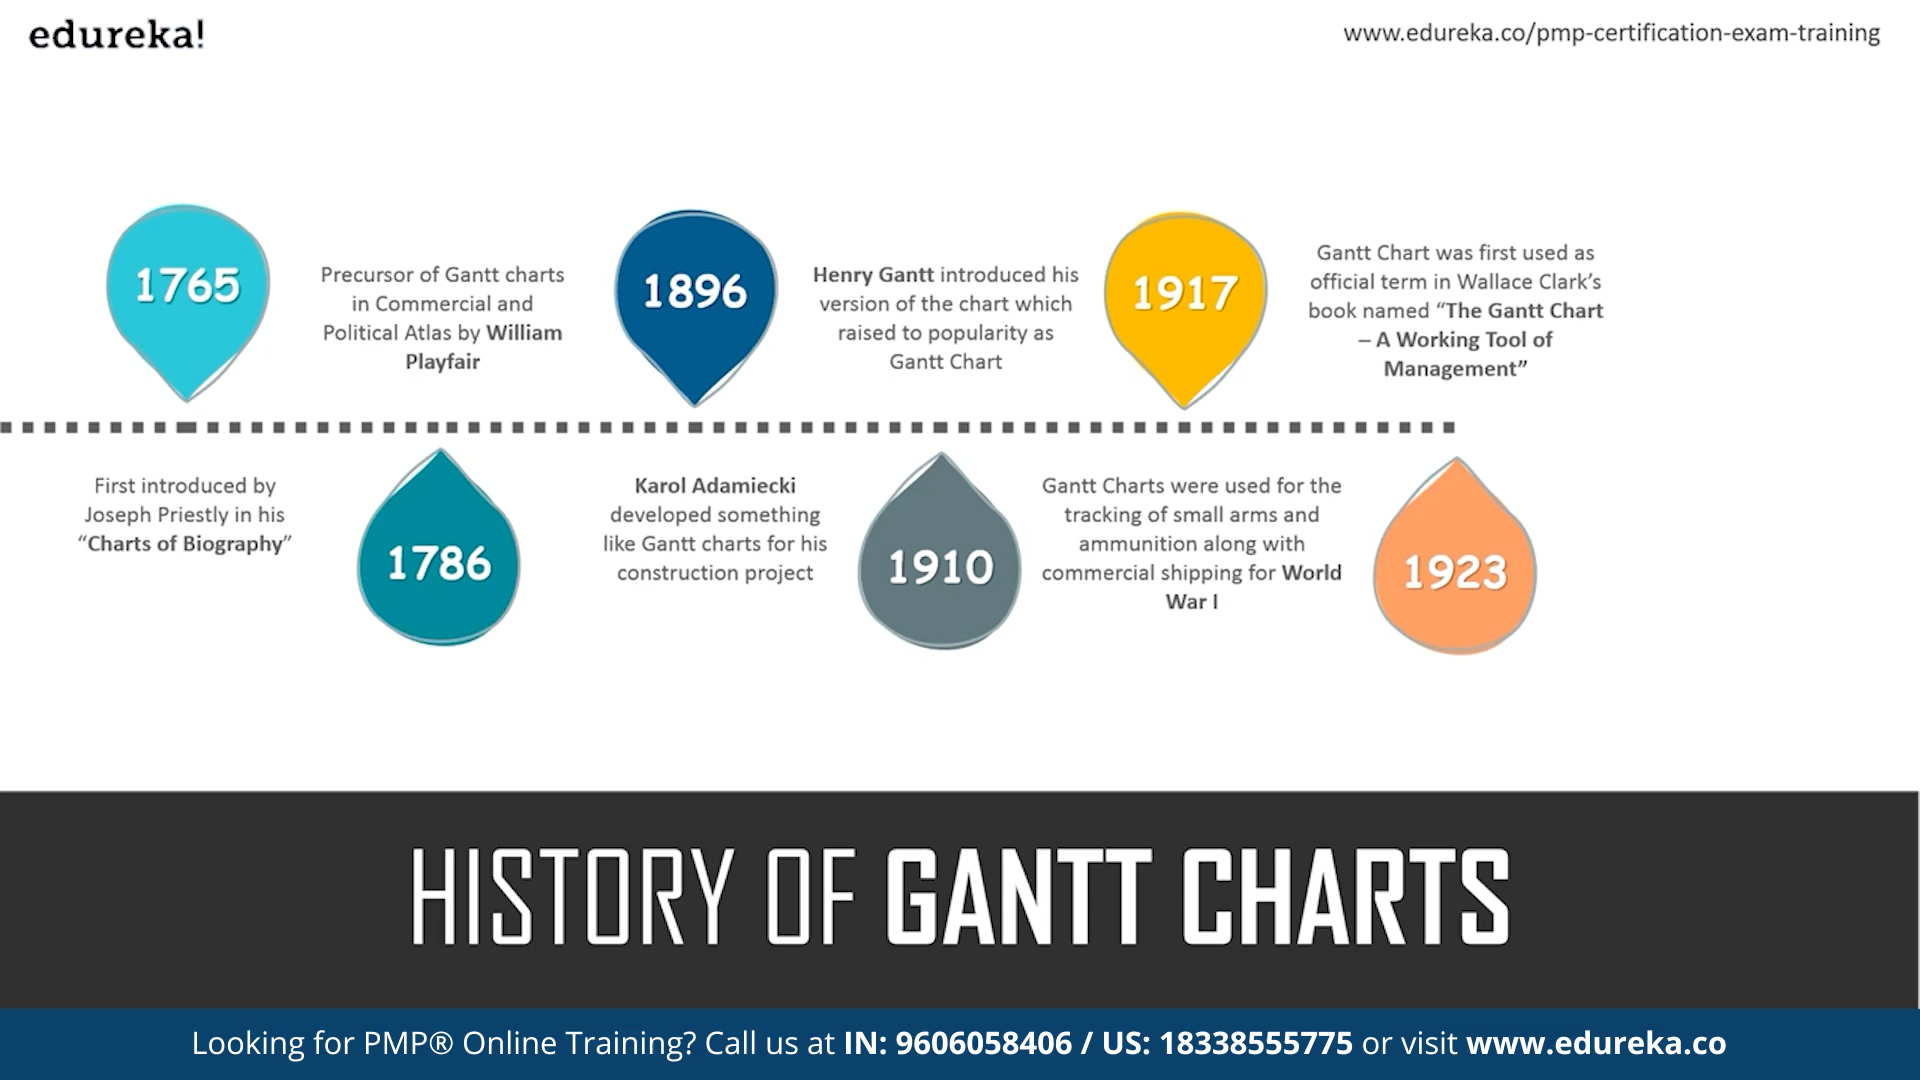 edureka!
www.edureka.co/pmp-certification-exam-training
1765
First introduced by
Joseph Priestly in his
“Charts of Biography”
Precursor of Gantt charts
in Commercial and
Political Atlas by William
Playfair
1786
1896
Karol Adamiecki
developed something
like Gantt charts for his
construction project
Henry Gantt introduced his
version of the chart which
raised to popularity as
Gantt Chart
1910
1917
Gantt Charts were used for the
tracking of small arms and
ammunition along with
commercial shipping for World
War I
Gantt Chart was first used as
official term in Wallace Clark’s
book named “The Gantt Chart
– A Working Tool of
Management”
1923
HISTORY OF GANTT CHARTS
Looking for PMP® Online Training? Call us at IN: 9606058406 / US: 18338555775 or visit www.edureka.co